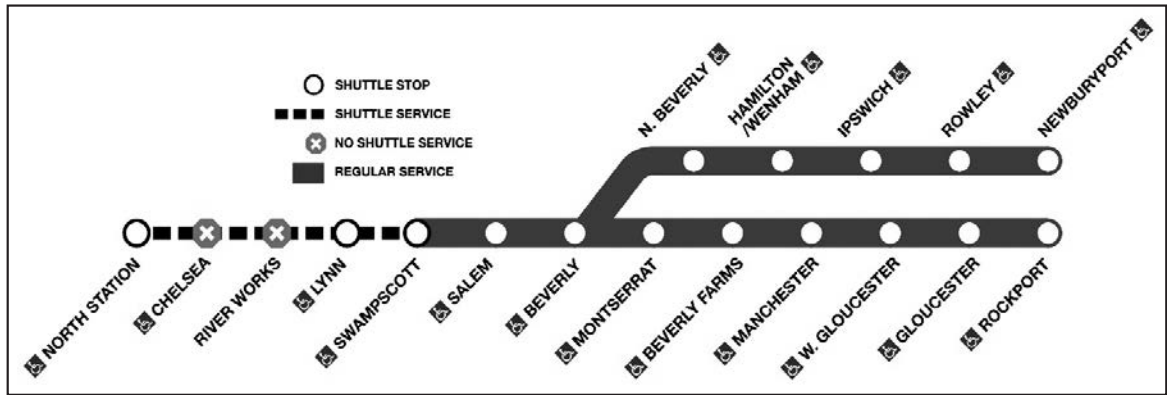 SHUTTLE STOP
SHUTTLE SERVICE
NO SHUTTLE SERVICE
REGULAR SERVICE
N. BEVERLY
HAMILTON
/WENHAM
IPSWICH
ROWLEY
NEWBURYPORT
NORTH STATION
CHELSEA
RIVER WORKS
LYNN
SWAMPSCOTT
SALEM
BEVERLY
MONTSERRAT
BEVERLY FARMS
MANCHESTER
W. GLOUCESTER
GLOUCESTER
ROCKPORT